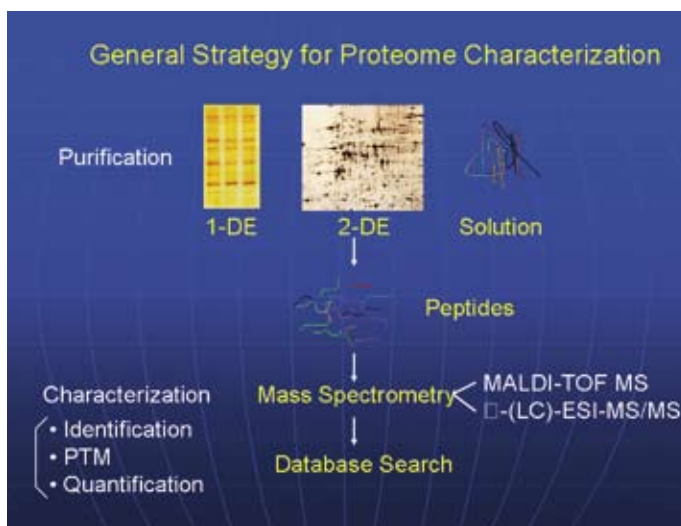 General Strategy for Proteome Characterization
Purification
1-DE 2-DE Solution
Peptides
Characterization
• Identification
• PTM
• Quantification
Mass Spectrometry
MALDI-TOF MS
□-(LC)-ESI-MS/MS
Database Search